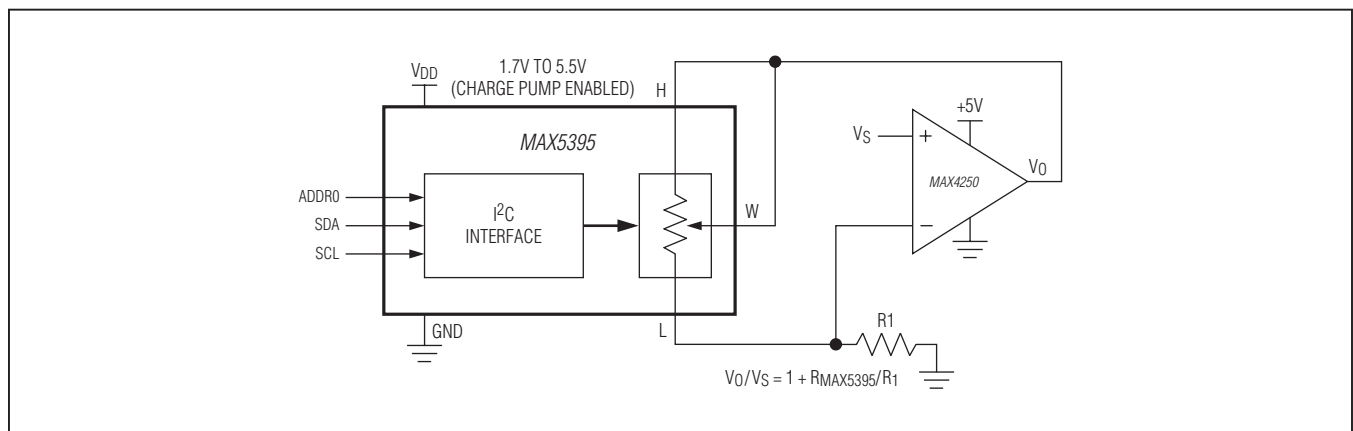 VDD
1.7V TO 5.5V
(CHARGE PUMP ENABLED)
H
+5V
MAX5395
VS
+
VO
MAX4250
ADDR0
SDA
SCL
I2C
INTERFACE
W
−
GND
L
R1
VO/VS = 1 + RMAX5395/R1